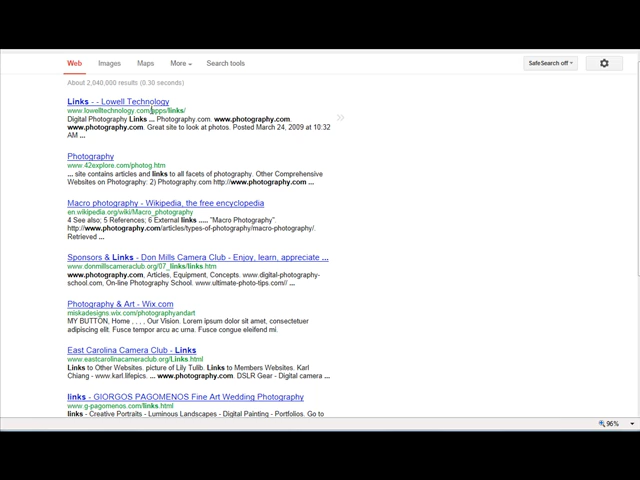 Web Images Maps More Search tools SafeSearch off
About 2,040,000 results (0.30 seconds)
Links - - Lowell Technology
www.lowelltechnology.com/apps/links/
Digital Photography Links ... Photography.com. www.photography.com.
www.photography.com. Great site to look at photos. Posted March 24, 2009 at 10:32
AM ...
Photography
www.42explore.com/photog.htm
... site contains articles and links to all facets of photography. Other Comprehensive
Websites on Photography: 2) Photography.com http://www.photography.com ...
Macro photography - Wikipedia, the free encyclopedia
en.wikipedia.org/wiki/Macro_photography
4 See also; 5 References; 6 External links ..... "Macro Photography".
http://www.photography.com/articles/types-of-photography/macro-photography/.
Retrieved ...
Sponsors & Links - Don Mills Camera Club - Enjoy, learn, appreciate ...
www.donmillscameraclub.org/07_links/links.htm
www.photography.com, Articles, Equipment, Concepts. www.digital-photography-
school.com, On-line Photography School. www.ultimate-photo-tips.com// ...
Photography & Art - Wix.com
miskadesigns.wix.com/photographyandart
MY BUTTON, Home , , , , Our Vision. Lorem ipsum dolor sit amet, consectetuer
adipiscing elit. Fusce tempor arcu ac urna. Fusce congue eleifend mi.
East Carolina Camera Club - Links
www.eastcarolinacameraclub.org/Links.html
Links to Other Websites. picture of Lily Tulib. Links to Members Websites. Karl
Chiang - www.karl.lifepics. ... www.photography.com. DSLR Gear - Digital camera ...
links - GIORGOS PAGOMENOS Fine Art Wedding Photography
www.g-pagomenos.com/links.html
links - Creative Portraits - Luminous Landscapes - Digital Painting - Portfolios. Go to
96%